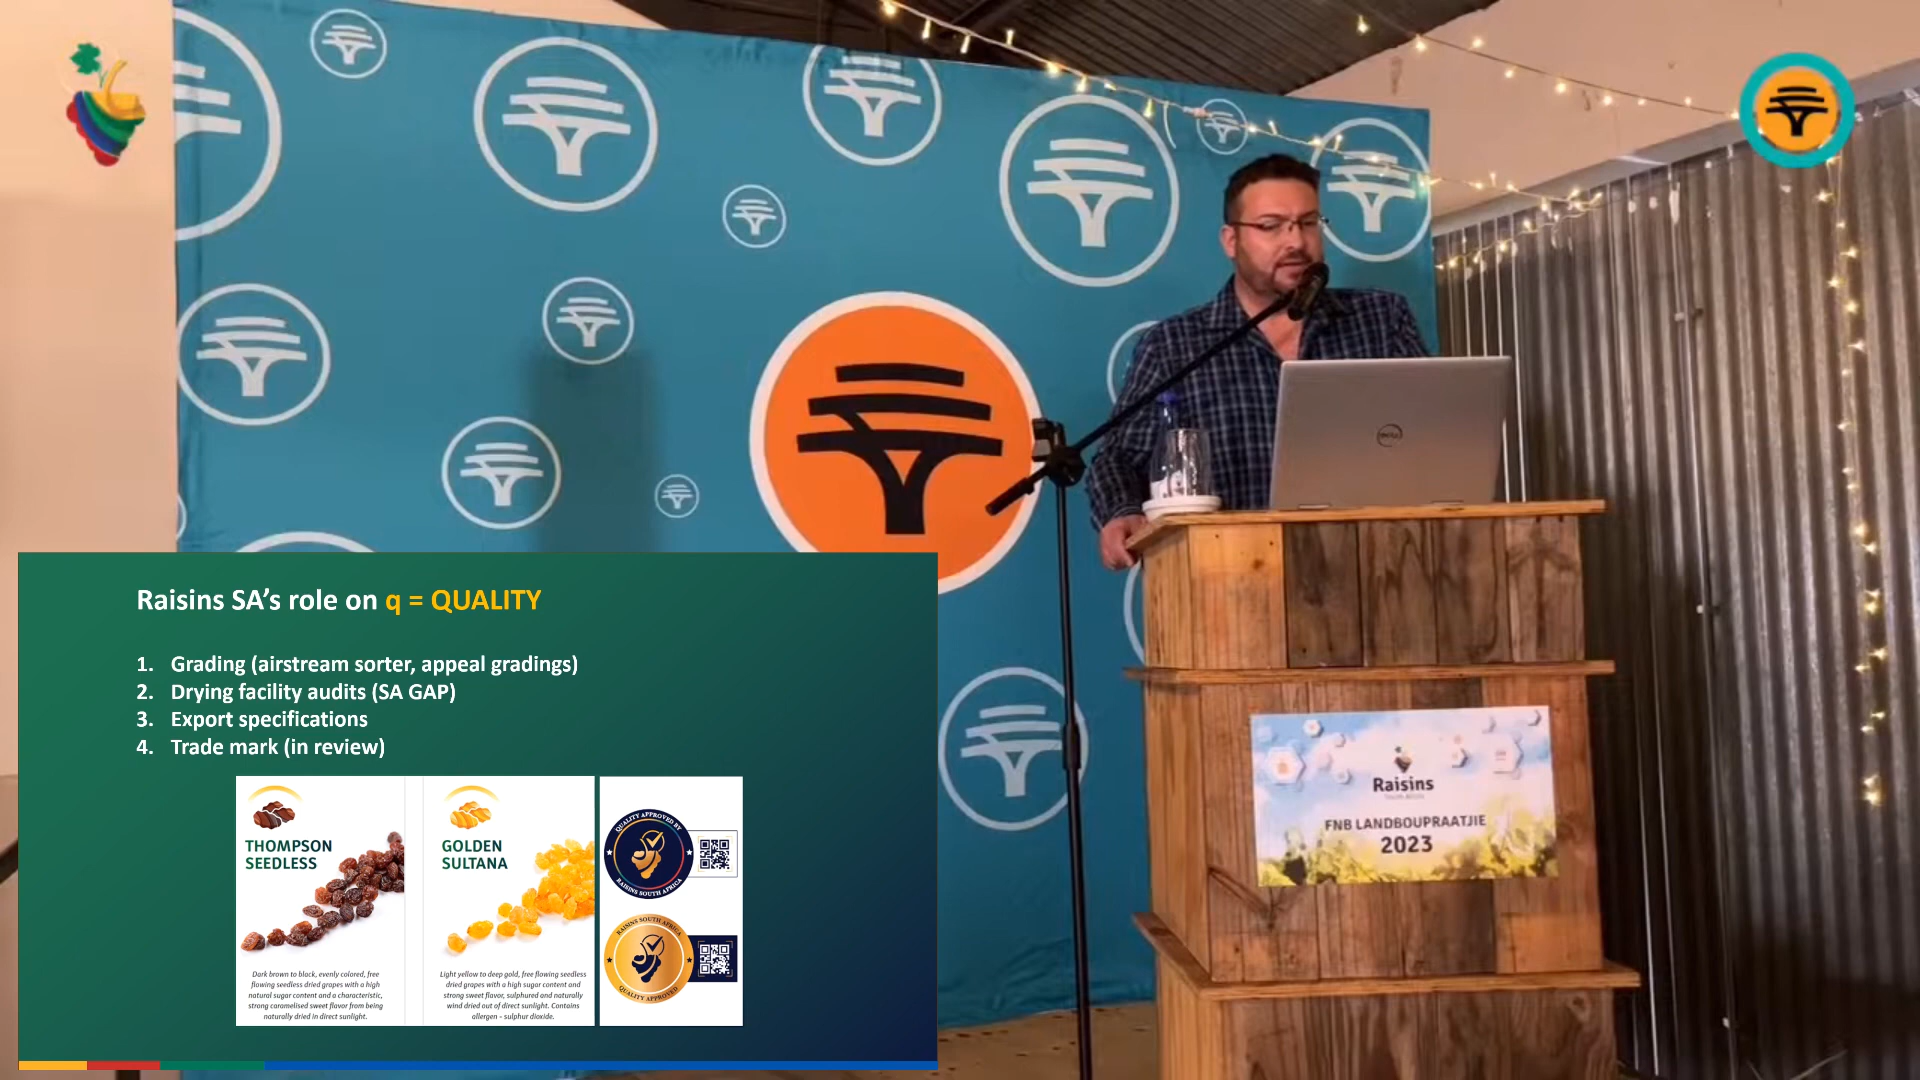 Raisins SA's role on q = QUALITY
1. Grading (airstream sorter, appeal gradings)
2. Drying facility audits (SA GAP)
3. Export specifications
4. Trade mark (in review)
THOMPSON
SEEDLESS
Dark brown to black, evenly colored, free
flowing seedless dried grapes with a high
natural sugar content and a characteristic,
strong caramelised sweet flavor from being
naturally dried in direct sunlight.
GOLDEN
SULTANA
Light yellow to deep gold, free flowing seedless
dried grapes with a high sugar content and
strong sweet flavor, sulphured and naturally
wind dried out of direct sunlight. Contains
allergen - sulphur dioxide.
QUALITY APPROVED BY
RAISINS SOUTH AFRICA
RAISINS SOUTH AFRICA
QUALITY APPROVED
DELL
Raisins
FNB LANDBOUPRAATJIE
2023